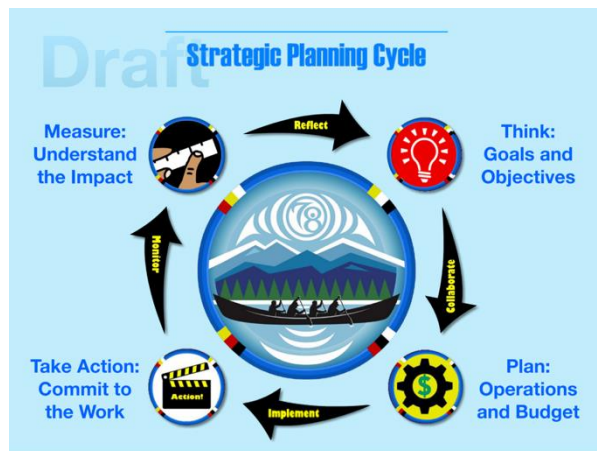 Draft
Strategic Planning Cycle
Measure:
Understand
the Impact
Reflect
Think:
Goals and
Objectives
78
Monitor
Collaborate
Take Action:
Commit to
the Work
Action!
Implement
$
Plan:
Operations
and Budget